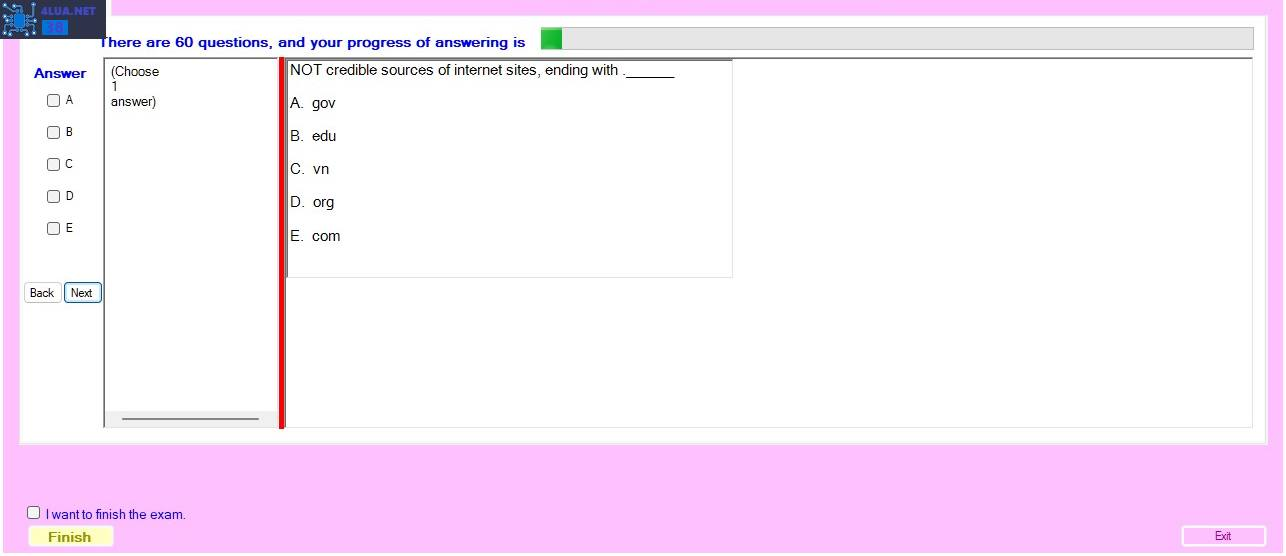 4LUA.NET
38
There are 60 questions, and your progress of answering is
Answer
A
B
C
D
E
Back Next
(Choose
1
answer)
NOT credible sources of internet sites, ending with .______
A. gov
B. edu
C. vn
D. org
E. com
I want to finish the exam.
Finish
Exit